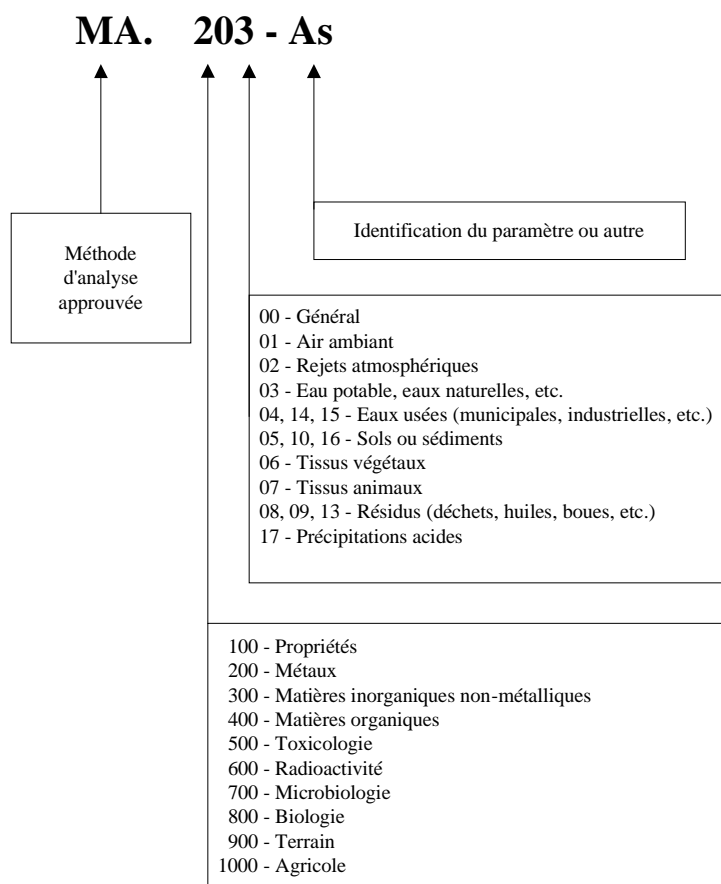 MA. 203 - As
Méthode
d'analyse
approuvée
Identification du paramètre ou autre
00 - Général
01 - Air ambiant
02 - Rejets atmosphériques
03 - Eau potable, eaux naturelles, etc.
04, 14, 15 - Eaux usées (municipales, industrielles, etc.)
05, 10, 16 - Sols ou sédiments
06 - Tissus végétaux
07 - Tissus animaux
08, 09, 13 - Résidus (déchets, huiles, boues, etc.)
17 - Précipitations acides
100 - Propriétés
200 - Métaux
300 - Matières inorganiques non-métalliques
400 - Matières organiques
500 - Toxicologie
600 - Radioactivité
700 - Microbiologie
800 - Biologie
900 - Terrain
1000 - Agricole